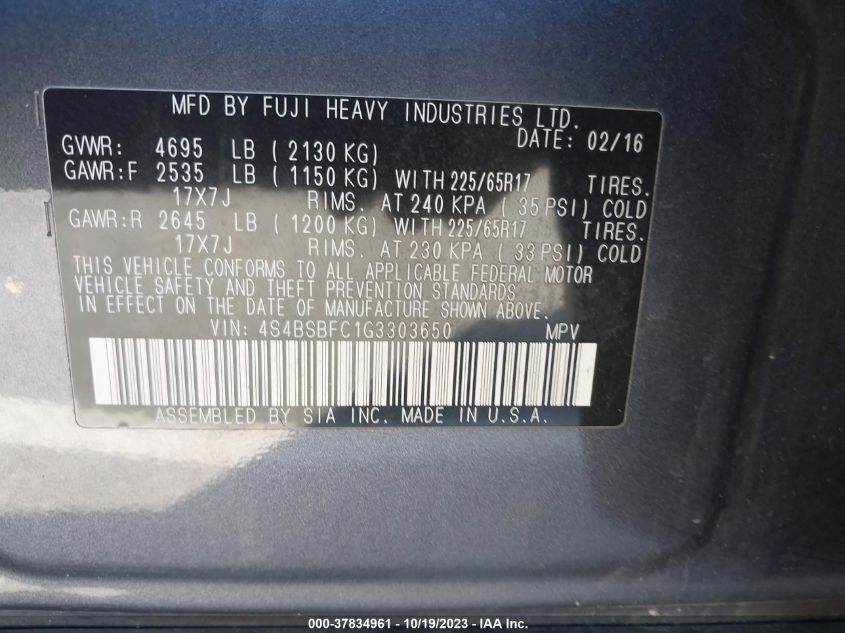 MFD BY FUJI HEAVY INDUSTRIES LTD.
DATE: 02/16
GVWR: 4695 LB ( 2130 KG)
GAWR:F 2535 LB ( 1150 KG) WITH 225/65R17 TIRES.
17X7J RIMS. AT 240 KPA ( 35 PSI) COLD
GAWR:R 2645 LB ( 1200 KG) WITH 225/65R17 TIRES.
17X7J RIMS. AT 230 KPA ( 33 PSI) COLD
THIS VEHICLE CONFORMS TO ALL APPLICABLE FEDERAL MOTOR
VEHICLE SAFETY AND THEFT PREVENTION STANDARDS
IN EFFECT ON THE DATE OF MANUFACTURE SHOWN ABOVE.
VIN: 4S4BSBFC1G3303650 MPV
ASSEMBLED BY SIA INC. MADE IN U.S.A.
000-37834961 - 10/19/2023 - IAA Inc.